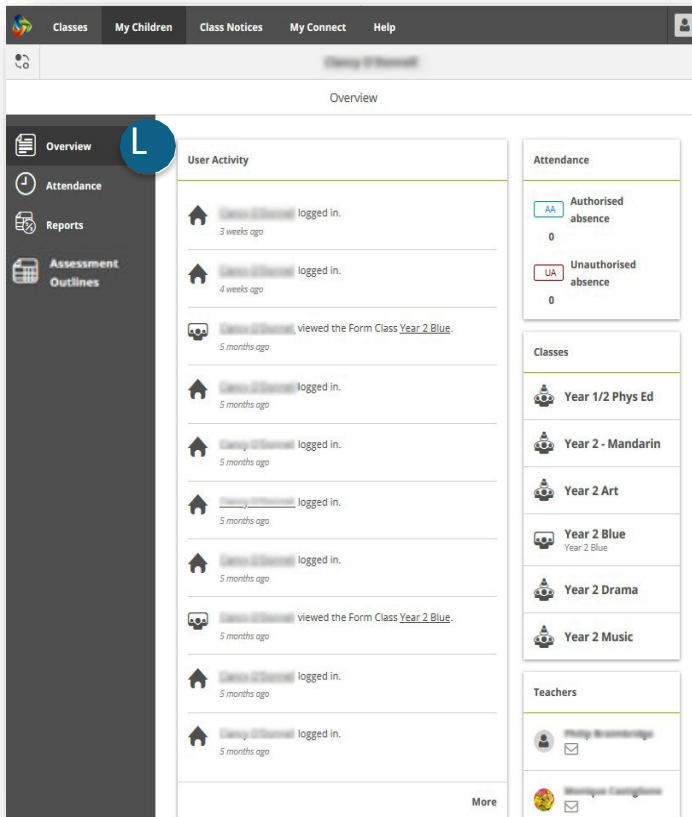 Classes My Children Class Notices My Connect Help
Overview
Overview
L
Attendance
Reports
Assessment
Outlines
User Activity
logged in.
3 weeks ago
logged in.
4 weeks ago
viewed the Form Class Year 2 Blue.
5 months ago
logged in.
5 months ago
logged in.
5 months ago
logged in.
5 months ago
logged in.
5 months ago
viewed the Form Class Year 2 Blue.
5 months ago
logged in.
5 months ago
logged in.
5 months ago
More
Attendance
AA Authorised
absence
0
UA Unauthorised
absence
0
Classes
Year 1/2 Phys Ed
Year 2 - Mandarin
Year 2 Art
Year 2 Blue
Year 2 Blue
Year 2 Drama
Year 2 Music
Teachers